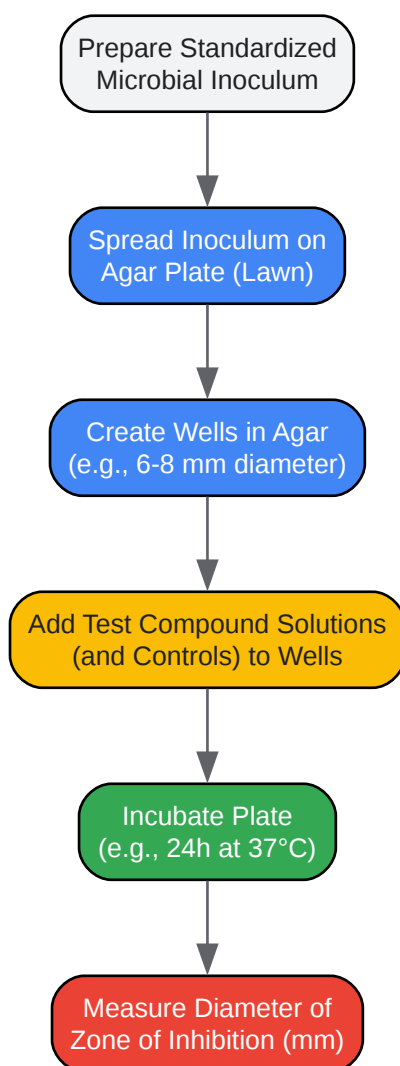 Prepare Standardized
Microbial Inoculum
Spread Inoculum on
Agar Plate (Lawn)
Create Wells in Agar
(e.g., 6-8 mm diameter)
Add Test Compound Solutions
(and Controls) to Wells
Incubate Plate
(e.g., 24h at 37°C)
Measure Diameter of
Zone of Inhibition (mm)